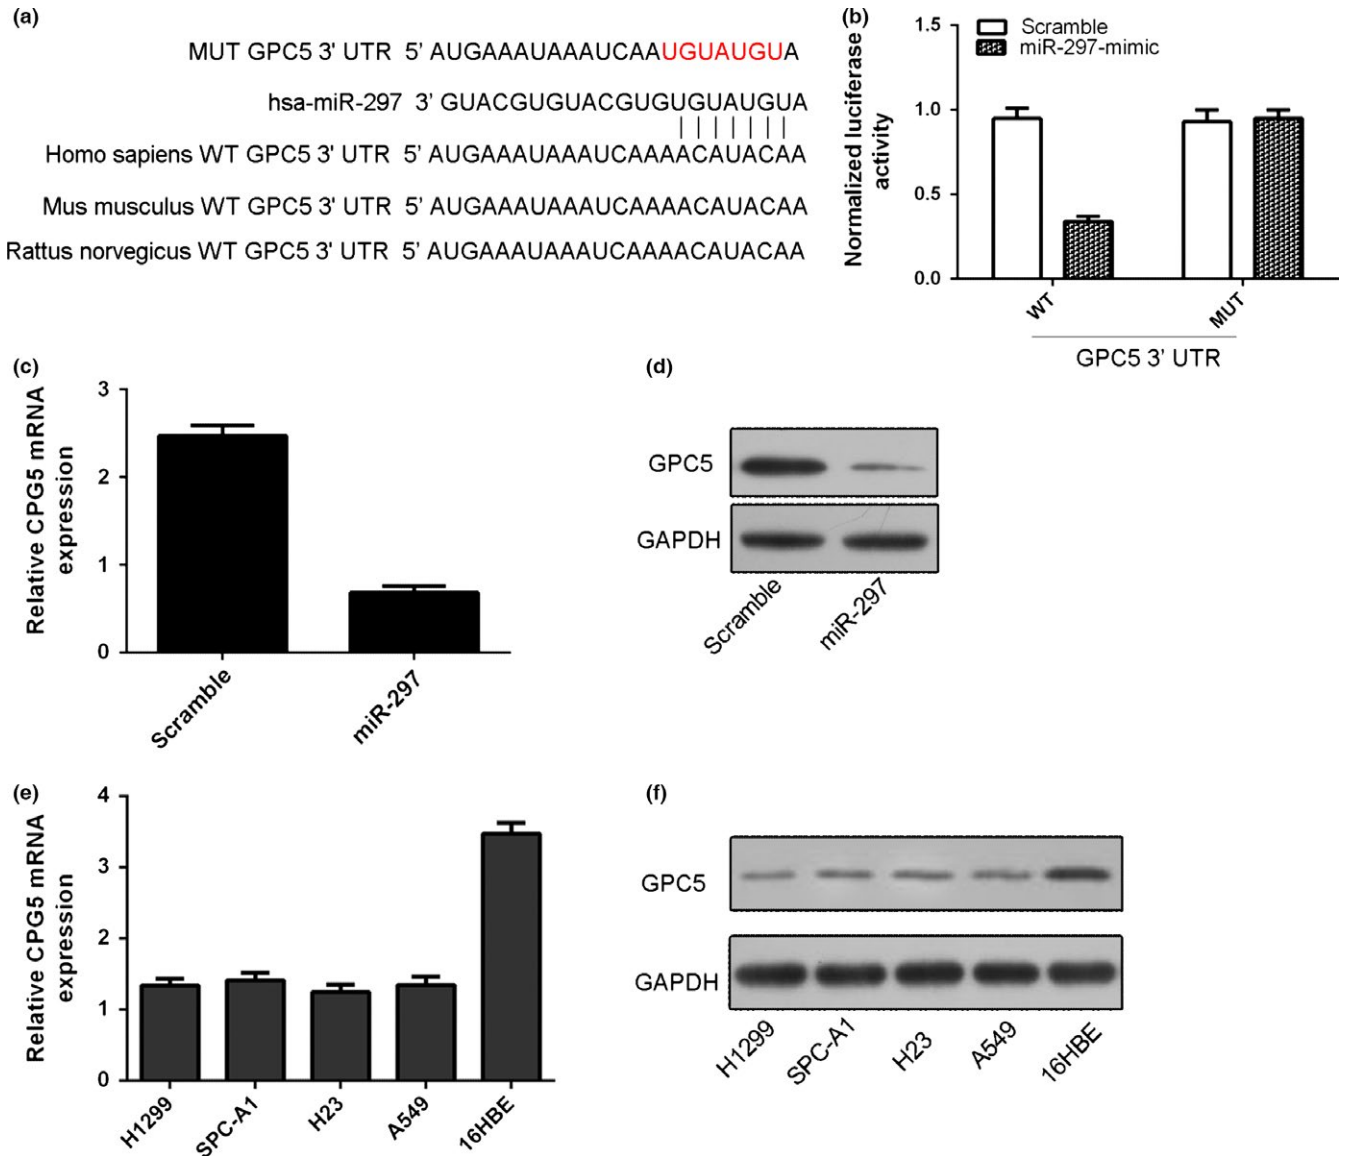 (a)
MUT GPC5 3' UTR 5' AUGAAAUAAAUCAAUGUAUGUA
hsa-miR-297 3' GUACGUGUACGUGUGUAUGUA
Homo sapiens WT GPC5 3' UTR 5' AUGAAAUAAAUCAAAACAUACAA
Mus musculus WT GPC5 3' UTR 5' AUGAAAUAAAUCAAAACAUACAA
Rattus norvegicus WT GPC5 3' UTR 5' AUGAAAUAAAUCAAAACAUACAA
(b)
Normalized luciferase
activity
1.5
1.0
0.5
0.0
Scramble
miR-297-mimic
WT
MUT
GPC5 3' UTR
(c)
Relative CPG5 mRNA
expression
3
2
1
0
Scramble
miR-297
(d)
GPC5
GAPDH
Scramble
miR-297
(e)
Relative CPG5 mRNA
expression
4
3
2
1
0
H1299
SPC-A1
H23
A549
16HBE
(f)
GPC5
GAPDH
H1299
SPC-A1
H23
A549
16HBE